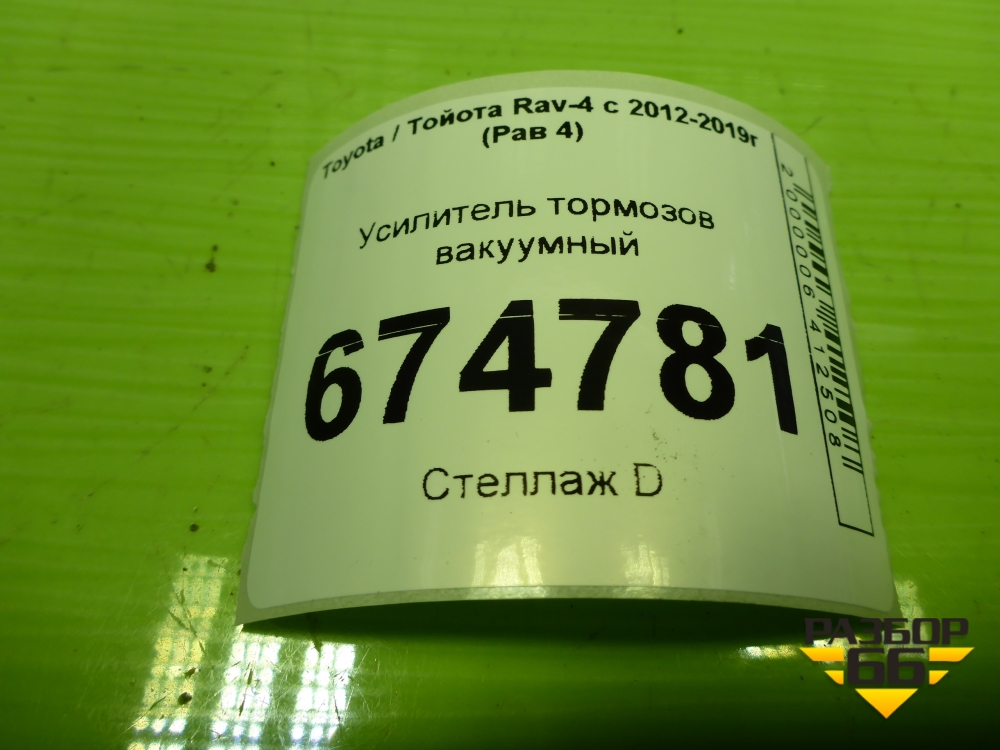 Toyota / Тойота Rav-4 с 2012-2019г
(Рав 4)
Усилитель тормозов
вакуумный
674781
Стеллаж D
2000006412508
РАЗБОР
66